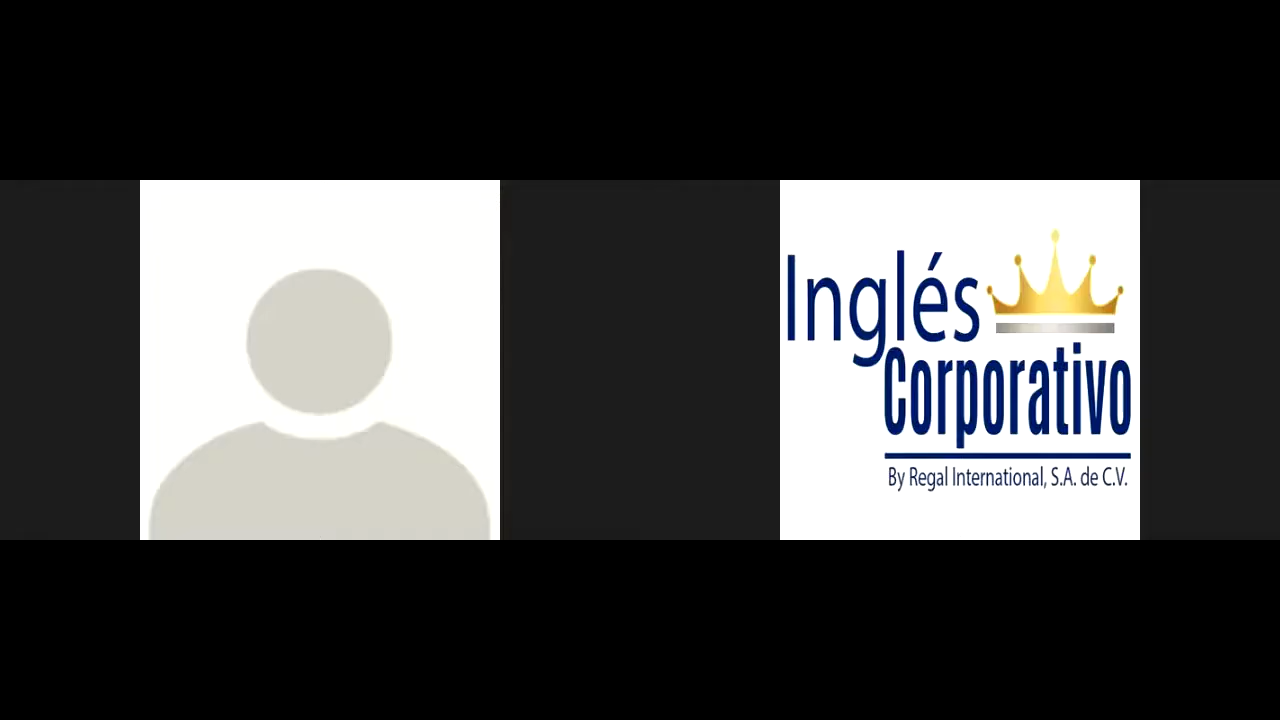 Inglés
Corporativo
By Regal International, S.A. de C.V.